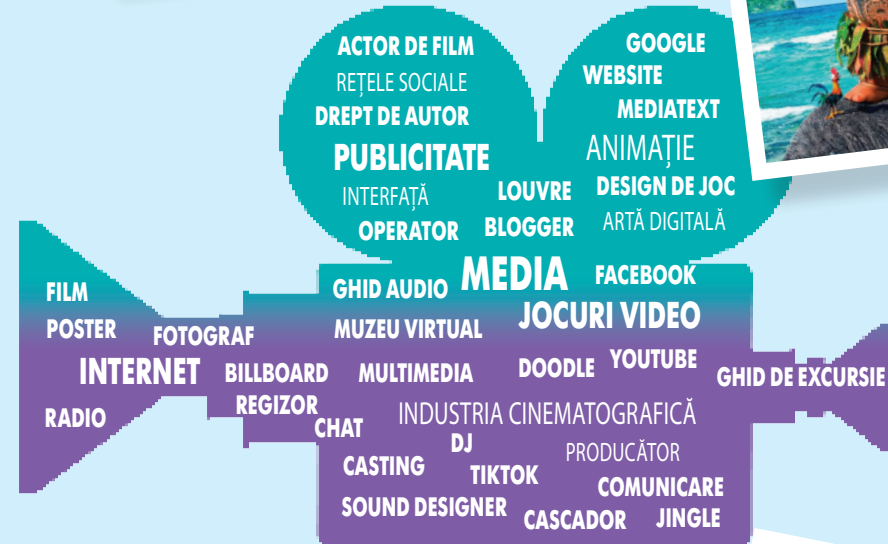 ACTOR DE FILM
REȚELE SOCIALE
DREPT DE AUTOR
PUBLICITATE
INTERFAȚĂ
OPERATOR
GOOGLE
WEBSITE
MEDIATEXT
ANIMAȚIE
LOUVRE
DESIGN DE JOC
BLOGGER
ARTĂ DIGITALĂ
FILM
POSTER
FOTOGRAF
INTERNET
RADIO
BILLBOARD
REGIZOR
GHID AUDIO
MEDIA
FACEBOOK
MUZEU VIRTUAL
JOCURI VIDEO
MULTIMEDIA
DOODLE
YOUTUBE
CHAT
INDUSTRIA CINEMATOGRAFICĂ
DJ
PRODUCĂTOR
CASTING
TIKTOK
COMUNICARE
SOUND DESIGNER
CASCADOR
JINGLE
GHID DE EXCURSIE